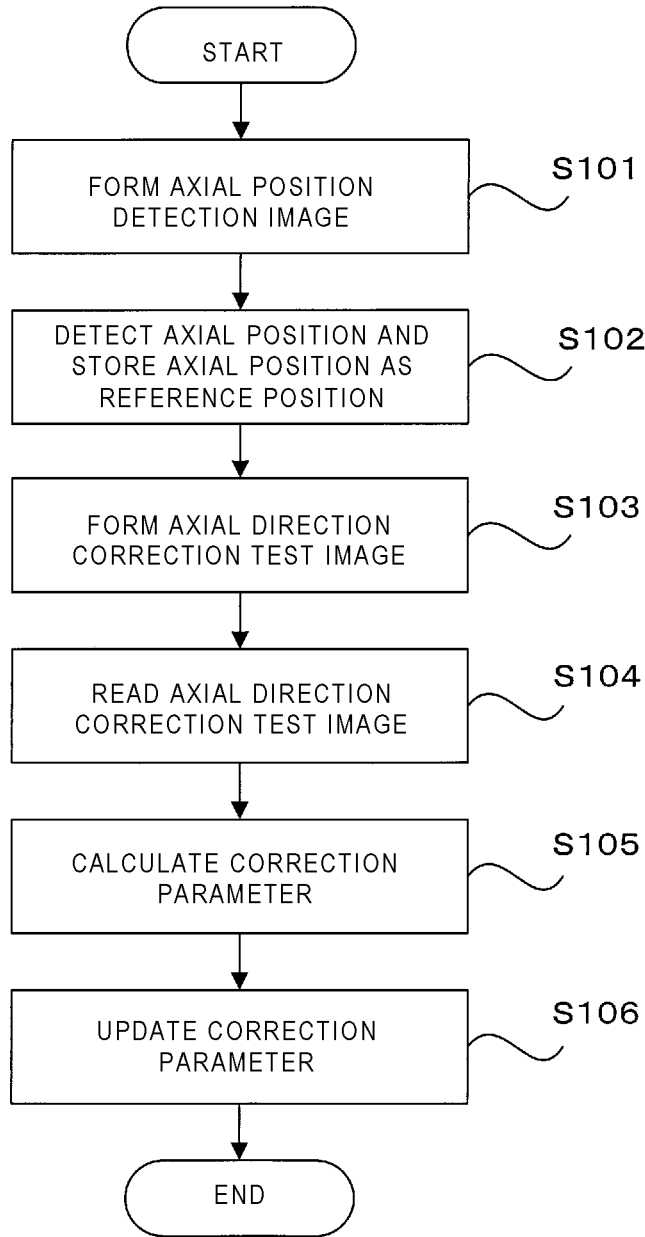 START
FORM AXIAL POSITION
DETECTION IMAGE
S101
DETECT AXIAL POSITION AND
STORE AXIAL POSITION AS
REFERENCE POSITION
S102
FORM AXIAL DIRECTION
CORRECTION TEST IMAGE
S103
READ AXIAL DIRECTION
CORRECTION TEST IMAGE
S104
CALCULATE CORRECTION
PARAMETER
S105
UPDATE CORRECTION
PARAMETER
S106
END